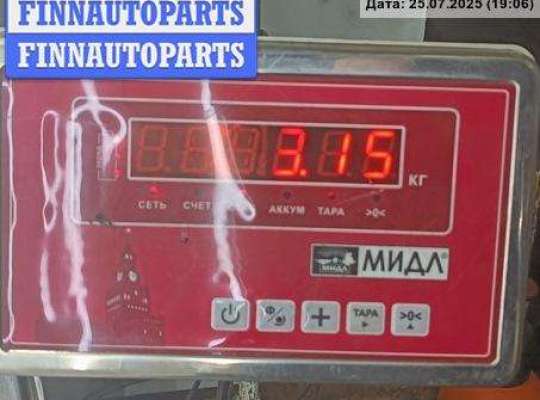 FINNAUTOPARTS
FINNAUTOPARTS
Дата: 25.07.2025 (19:06)
3.15 КГ
СЕТЬ СЧЕТ АККУМ ТАРА >0<
МИДЛ МИДЛ®
ТАРА >0<